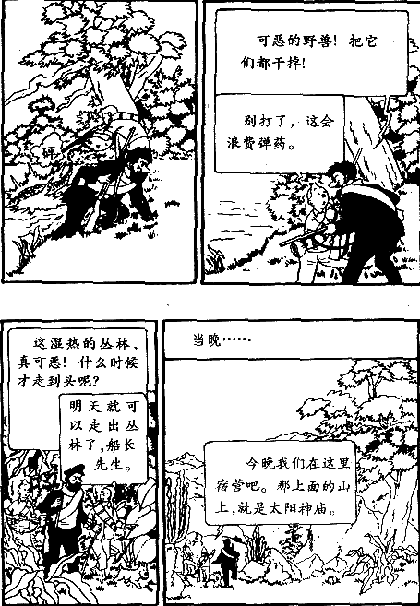 砰
可恶的野兽！把它
们都干掉！
别打了，这会
浪费弹药。
这湿热的丛林、
真可恶！什么时候
才走到头呢？
明天就可
以走出丛
林了，船长
先生。
当晚……
今晚我们在这里
宿营吧。那上面的山
上，就是太阳神庙。